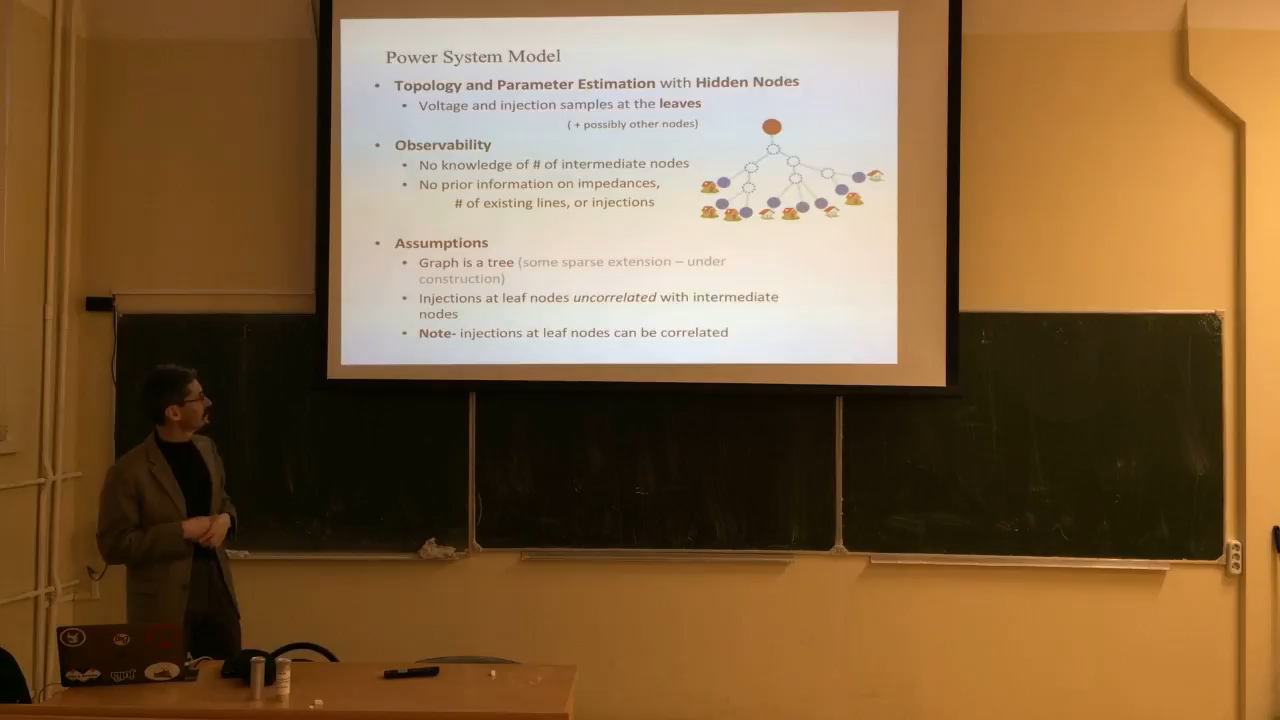 Power System Model
• Topology and Parameter Estimation with Hidden Nodes
• Voltage and injection samples at the leaves
( + possibly other nodes)
• Observability
• No knowledge of # of intermediate nodes
• No prior information on impedances,
# of existing lines, or injections
• Assumptions
• Graph is a tree (some sparse extension – under
construction)
• Injections at leaf nodes uncorrelated with intermediate
nodes
• Note- injections at leaf nodes can be correlated